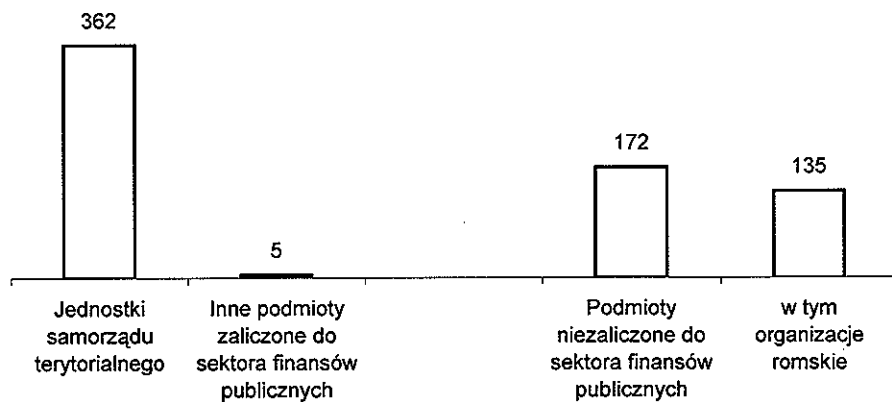 362
5
172
135
Jednostki
samorządu
terytorialnego
Inne podmioty
zaliczone do
sektora finansów
publicznych
Podmioty
niezaliczone do
sektora finansów
publicznych
w tym
organizacje
romskie